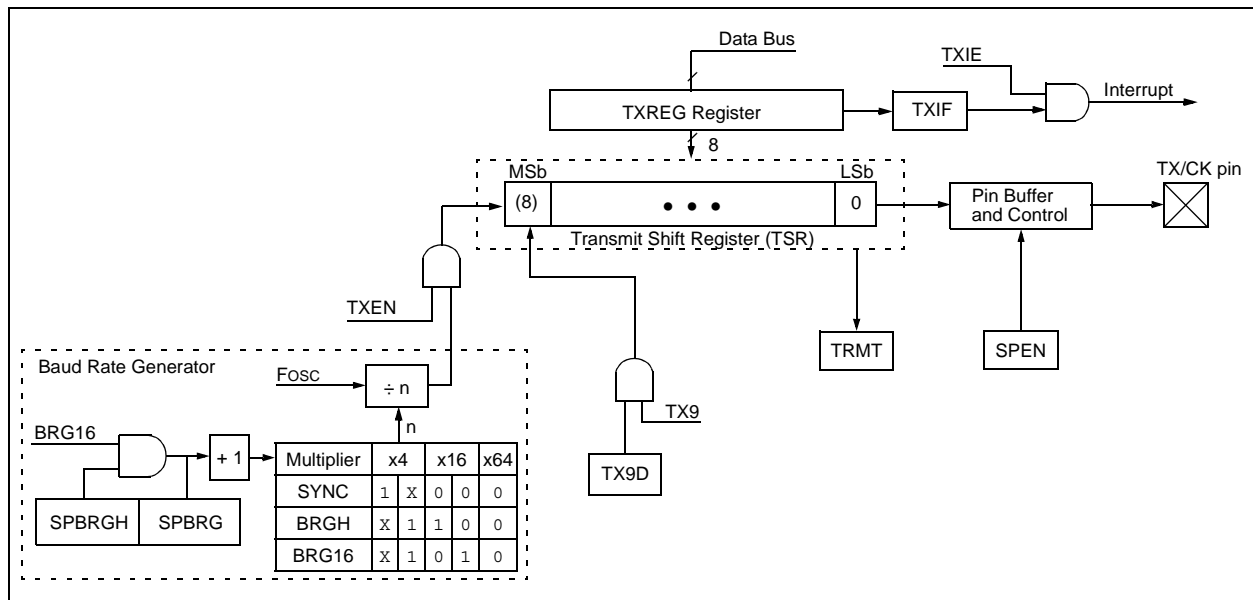 Data Bus
TXIE
Interrupt
TXREG Register
TXIF
8
MSb
LSb
TX/CK pin
(8)
• • •
0
Pin Buffer
and Control
Transmit Shift Register (TSR)
TXEN
TRMT
SPEN
Baud Rate Generator
FOSC
÷ n
TX9
n
BRG16
+ 1
Multiplier x4 x16 x64
TX9D
SYNC 1 X 0 0 0
SPBRGH SPBRG
BRGH X 1 1 0 0
BRG16 X 1 0 1 0